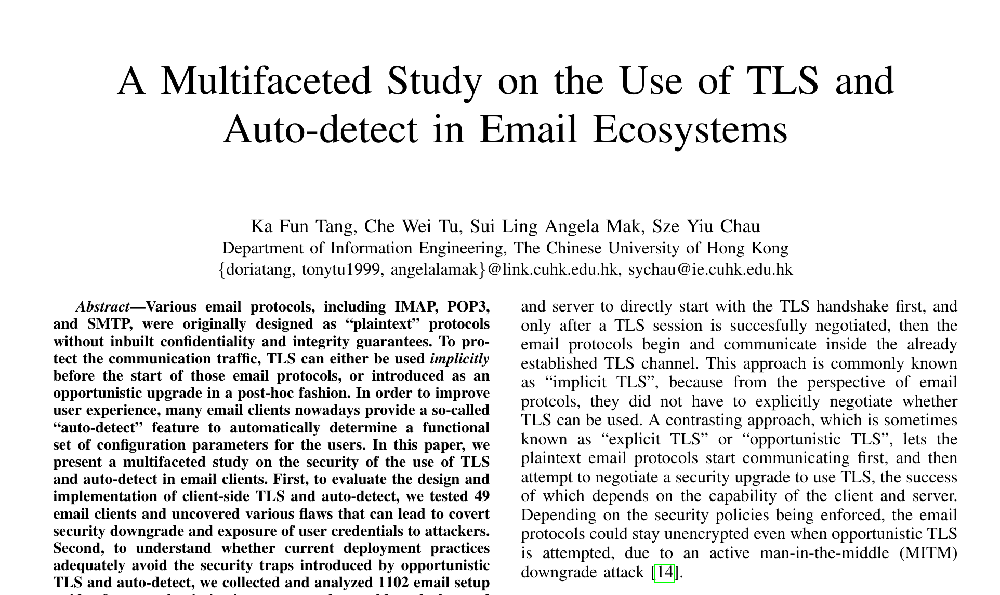 A Multifaceted Study on the Use of TLS and
Auto-detect in Email Ecosystems
Ka Fun Tang, Che Wei Tu, Sui Ling Angela Mak, Sze Yiu Chau
Department of Information Engineering, The Chinese University of Hong Kong
{doriatang, tonytu1999, angelalamak}@link.cuhk.edu.hk, sychau@ie.cuhk.edu.hk
Abstract—Various email protocols, including IMAP, POP3,
and SMTP, were originally designed as “plaintext” protocols
without inbuilt confidentiality and integrity guarantees. To pro-
tect the communication traffic, TLS can either be used implicitly
before the start of those email protocols, or introduced as an
opportunistic upgrade in a post-hoc fashion. In order to improve
user experience, many email clients nowadays provide a so-called
“auto-detect” feature to automatically determine a functional
set of configuration parameters for the users. In this paper, we
present a multifaceted study on the security of the use of TLS
and auto-detect in email clients. First, to evaluate the design and
implementation of client-side TLS and auto-detect, we tested 49
email clients and uncovered various flaws that can lead to covert
security downgrade and exposure of user credentials to attackers.
Second, to understand whether current deployment practices
adequately avoid the security traps introduced by opportunistic
TLS and auto-detect, we collected and analyzed 1102 email setup
and server to directly start with the TLS handshake first, and
only after a TLS session is succesfully negotiated, then the
email protocols begin and communicate inside the already
established TLS channel. This approach is commonly known
as “implicit TLS”, because from the perspective of email
protcols, they did not have to explicitly negotiate whether
TLS can be used. A contrasting approach, which is sometimes
known as “explicit TLS” or “opportunistic TLS”, lets the
plaintext email protocols start communicating first, and then
attempt to negotiate a security upgrade to use TLS, the success
of which depends on the capability of the client and server.
Depending on the security policies being enforced, the email
protocols could stay unencrypted even when opportunistic TLS
is attempted, due to an active man-in-the-middle (MITM)
downgrade attack [14].